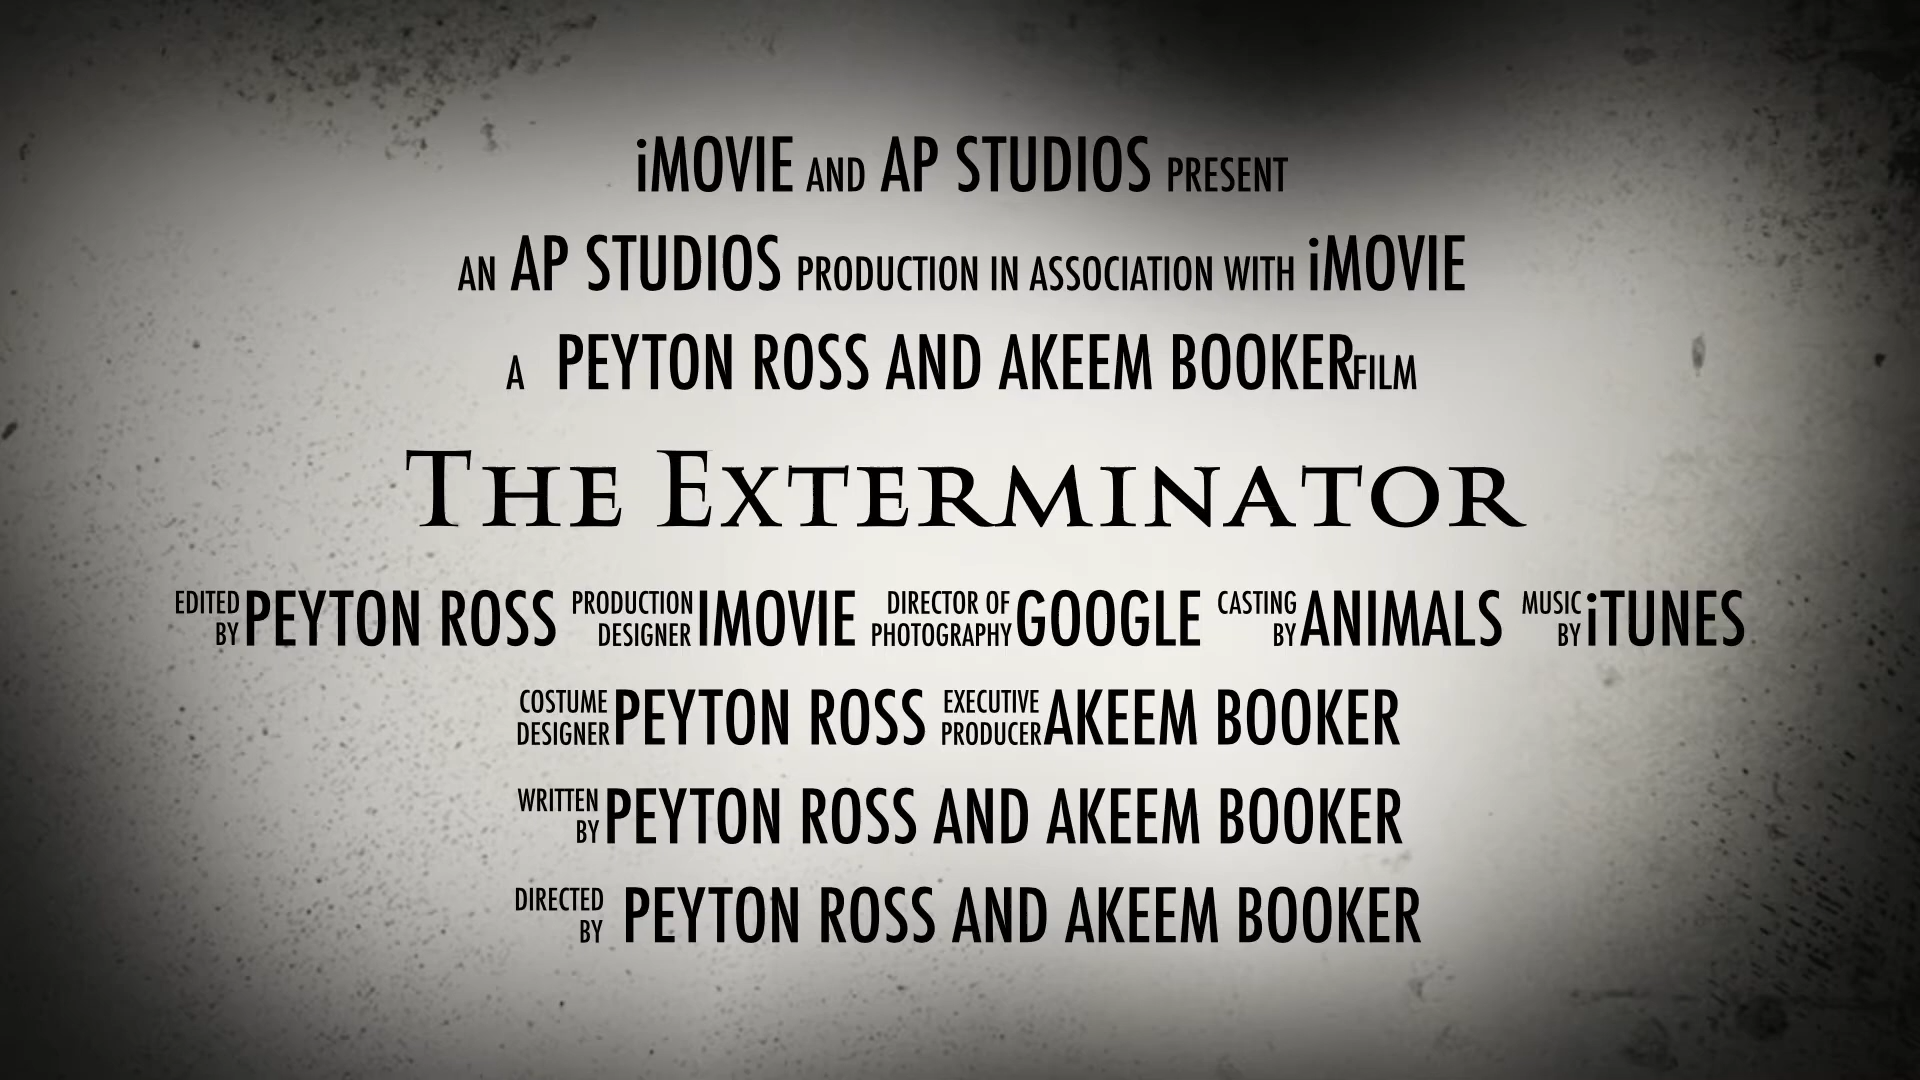 iMOVIE AND AP STUDIOS PRESENT
AN AP STUDIOS PRODUCTION IN ASSOCIATION WITH iMOVIE
A PEYTON ROSS AND AKEEM BOOKER FILM
THE EXTERMINATOR
EDITED BY PEYTON ROSS PRODUCTION DESIGNER IMOVIE DIRECTOR OF PHOTOGRAPHY GOOGLE CASTING BY ANIMALS MUSIC BY iTUNES
COSTUME DESIGNER PEYTON ROSS EXECUTIVE PRODUCER AKEEM BOOKER
WRITTEN BY PEYTON ROSS AND AKEEM BOOKER
DIRECTED BY PEYTON ROSS AND AKEEM BOOKER